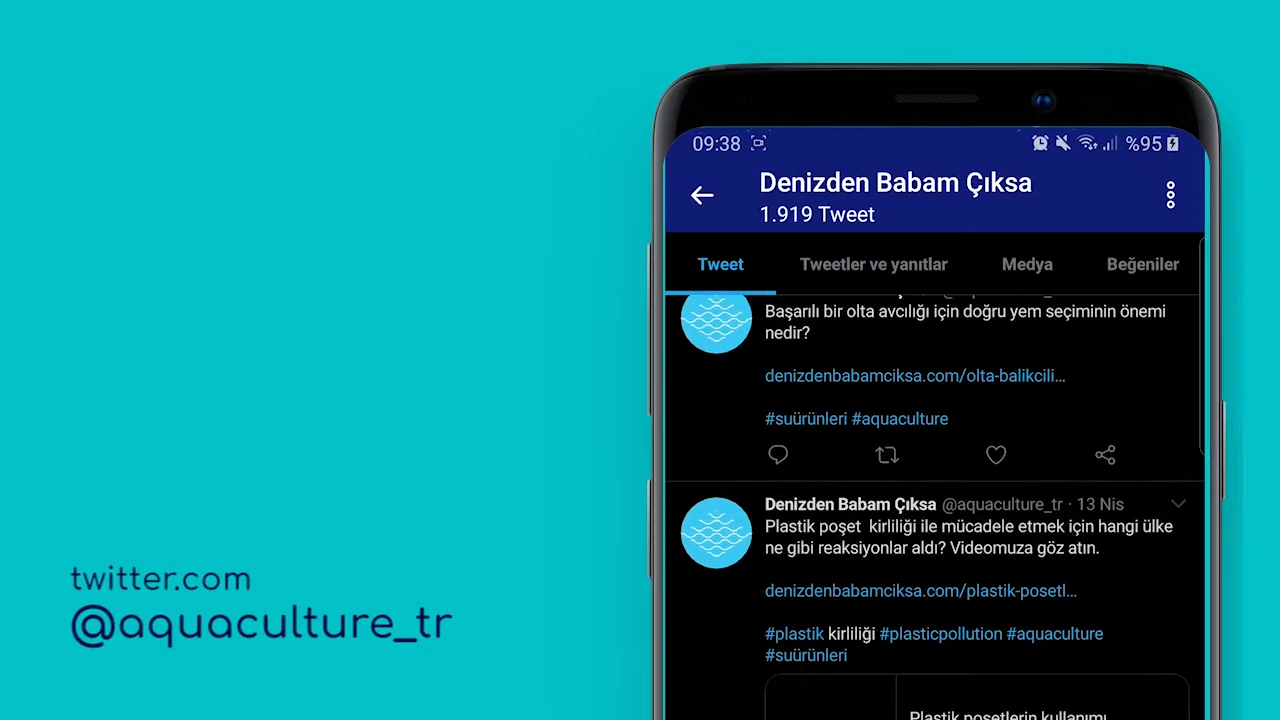 09:38
%95
Denizden Babam Çıksa
1.919 Tweet
Tweet
Tweetler ve yanıtlar
Medya
Beğeniler
Başarılı bir olta avcılığı için doğru yem seçiminin önemi
nedir?
denizdenbabamciksa.com/olta-balikcili…
#suürünleri #aquaculture
Denizden Babam Çıksa @aquaculture_tr · 13 Nis
Plastik poşet kirliliği ile mücadele etmek için hangi ülke
ne gibi reaksiyonlar aldı? Videomuza göz atın.
denizdenbabamciksa.com/plastik-posetl…
#plastik kirliliği #plasticpollution #aquaculture
#suürünleri
Plastik poşetlerin kullanımı
twitter.com
@aquaculture_tr